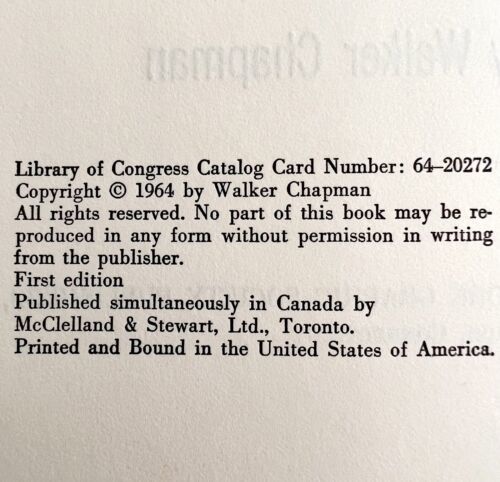 Library of Congress Catalog Card Number: 64-20272
Copyright © 1964 by Walker Chapman
All rights reserved. No part of this book may be re-
produced in any form without permission in writing
from the publisher.
First edition
Published simultaneously in Canada by
McClelland & Stewart, Ltd., Toronto.
Printed and Bound in the United States of America.